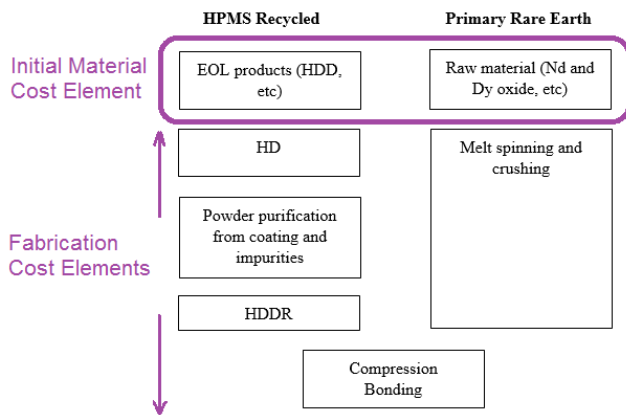 HPMS Recycled
Primary Rare Earth
Initial Material
Cost Element
EOL products (HDD,
etc)
Raw material (Nd and
Dy oxide, etc)
HD
Melt spinning and
crushing
Fabrication
Cost Elements
Powder purification
from coating and
impurities
HDDR
Compression
Bonding